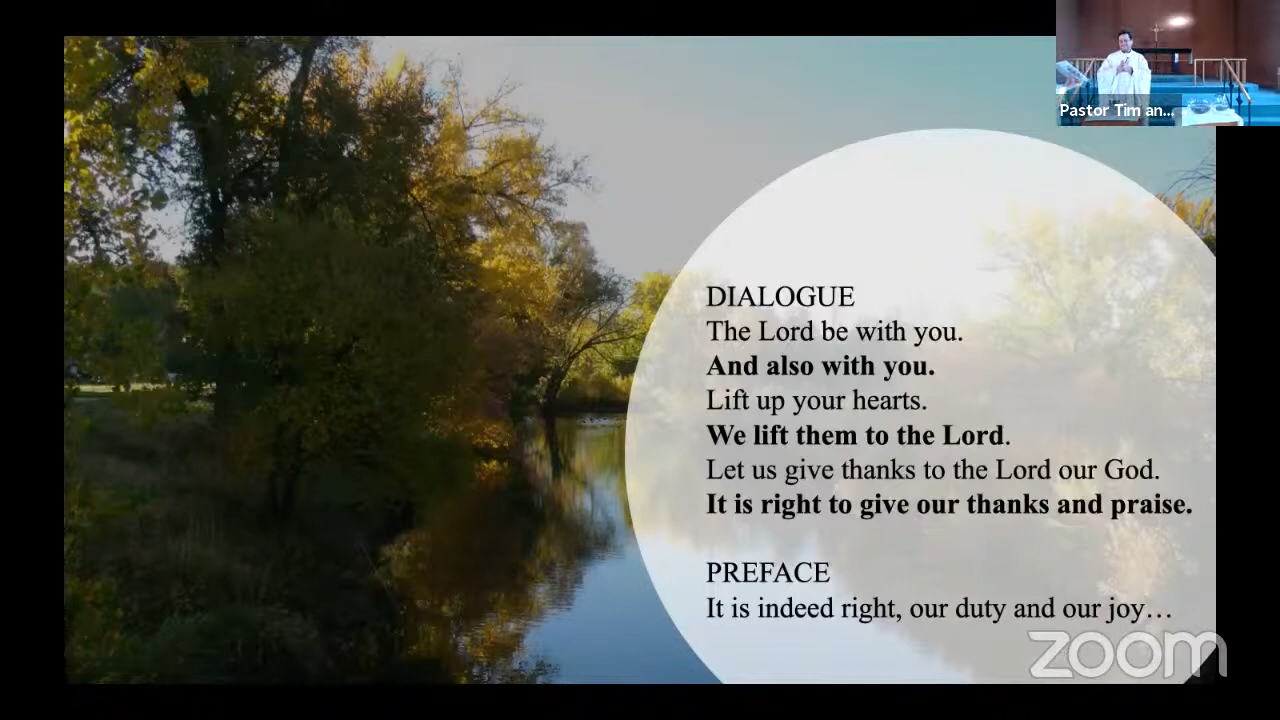 Pastor Tim an...
DIALOGUE
The Lord be with you.
And also with you.
Lift up your hearts.
We lift them to the Lord.
Let us give thanks to the Lord our God.
It is right to give our thanks and praise.
PREFACE
It is indeed right, our duty and our joy…
zoom